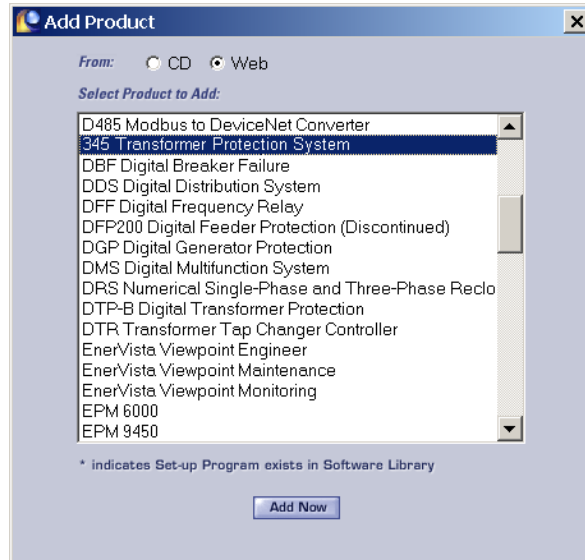 Add Product
From: CD Web
Select Product to Add:
D485 Modbus to DeviceNet Converter
345 Transformer Protection System
DBF Digital Breaker Failure
DDS Digital Distribution System
DFF Digital Frequency Relay
DFP200 Digital Feeder Protection (Discontinued)
DGP Digital Generator Protection
DMS Digital Multifunction System
DRS Numerical Single-Phase and Three-Phase Reclo
DTP-B Digital Transformer Protection
DTR Transformer Tap Changer Controller
EnerVista Viewpoint Engineer
EnerVista Viewpoint Maintenance
EnerVista Viewpoint Monitoring
EPM 6000
EPM 9450
* indicates Set-up Program exists in Software Library
Add Now